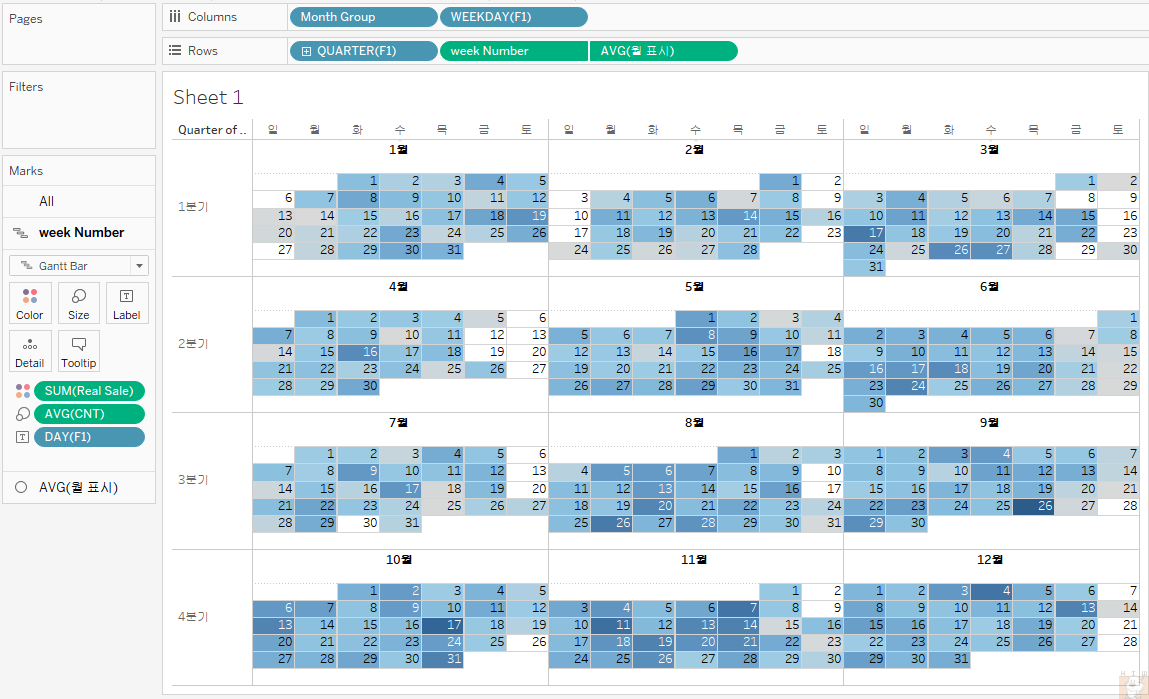 Pages
Columns
Month Group
WEEKDAY(F1)
Rows
QUARTER(F1)
week Number
AVG(월 표시)
Filters
Marks
All
week Number
Gantt Bar
Color Size Label
Detail Tooltip
SUM(Real Sale)
AVG(CNT)
DAY(F1)
AVG(월 표시)
Sheet 1
Quarter of .. 일 월 화 수 목 금 토 일 월 화 수 목 금 토 일 월 화 수 목 금 토
1월 2월 3월
1분기
1 2 3 4 5 1 2 1 2
6 7 8 9 10 11 12 3 4 5 6 7 8 9 3 4 5 6 7 8 9
13 14 15 16 17 18 19 10 11 12 13 14 15 16 10 11 12 13 14 15 16
20 21 22 23 24 25 26 17 18 19 20 21 22 23 17 18 19 20 21 22 23
27 28 29 30 31 24 25 26 27 28 24 25 26 27 28 29 30
31
4월 5월 6월
2분기
1 2 3 4 5 6 1 2 3 4 1
7 8 9 10 11 12 13 5 6 7 8 9 10 11 2 3 4 5 6 7 8
14 15 16 17 18 19 20 12 13 14 15 16 17 18 9 10 11 12 13 14 15
21 22 23 24 25 26 27 19 20 21 22 23 24 25 16 17 18 19 20 21 22
28 29 30 26 27 28 29 30 31 23 24 25 26 27 28 29
30
7월 8월 9월
3분기
1 2 3 4 5 6 1 2 3 1 2 3 4 5 6 7
7 8 9 10 11 12 13 4 5 6 7 8 9 10 8 9 10 11 12 13 14
14 15 16 17 18 19 20 11 12 13 14 15 16 17 15 16 17 18 19 20 21
21 22 23 24 25 26 27 18 19 20 21 22 23 24 22 23 24 25 26 27 28
28 29 30 31 25 26 27 28 29 30 31 29 30
10월 11월 12월
4분기
1 2 3 4 5 1 2 1 2 3 4 5 6 7
6 7 8 9 10 11 12 3 4 5 6 7 8 9 8 9 10 11 12 13 14
13 14 15 16 17 18 19 10 11 12 13 14 15 16 15 16 17 18 19 20 21
20 21 22 23 24 25 26 17 18 19 20 21 22 23 22 23 24 25 26 27 28
27 28 29 30 31 24 25 26 27 28 29 30 29 30 31